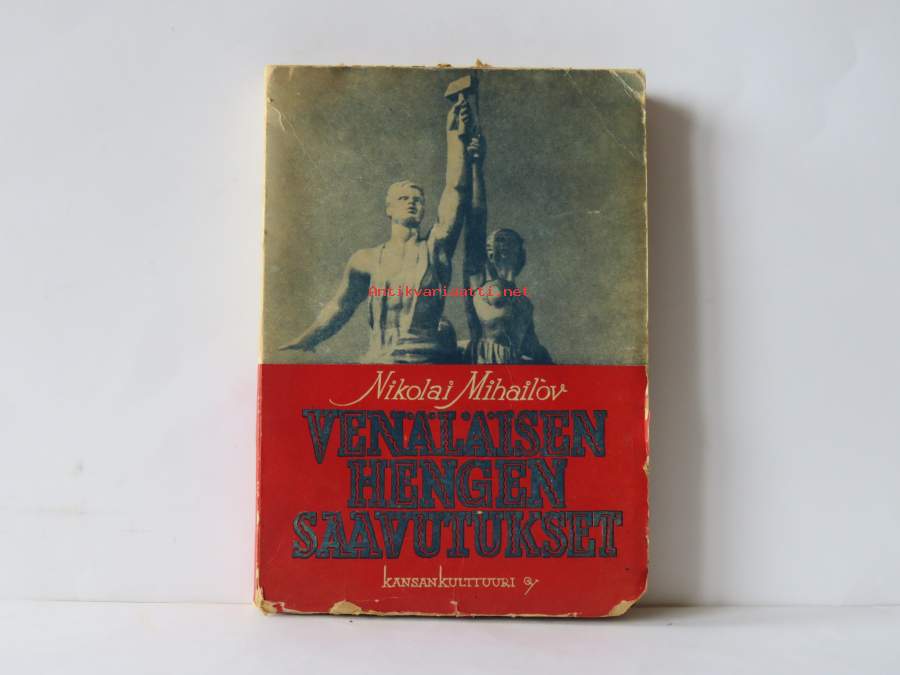 Antikvariaatti.net
Nikolai Mihailov
VENÄLÄISEN
HENGEN
SAAVUTUKSET
KANSANKULTTUURI Oy